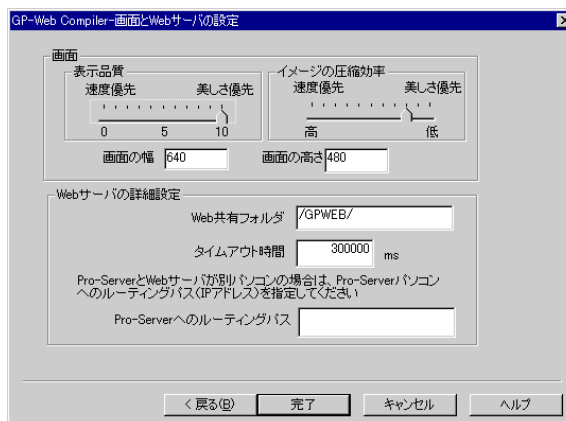 GP-Web Compiler-画面とWebサーバの設定
画面
表示品質
速度優先 美しさ優先
0 5 10
イメージの圧縮効率
速度優先 美しさ優先
高 低
画面の幅 640 画面の高さ 480
Webサーバの詳細設定
Web共有フォルダ /GPWEB/
タイムアウト時間 300000 ms
Pro-ServerとWebサーバが別パソコンの場合は、Pro-Serverパソコン
へのルーティングパス(IPアドレス)を指定してください
Pro-Serverへのルーティングパス
< 戻る(B) 完了 キャンセル ヘルプ